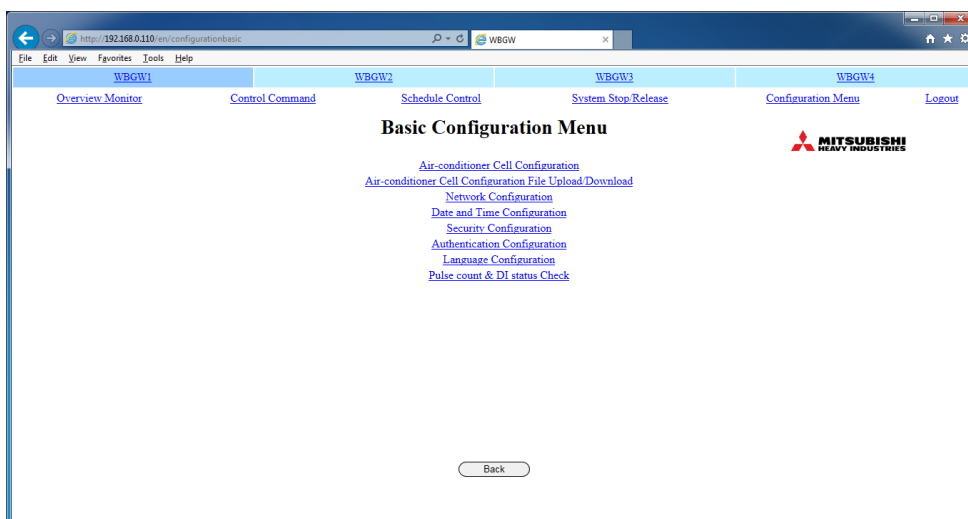 http://192.168.0.110/en/configurationbasic WBGW
File Edit View Favorites Tools Help
WBGW1 WBGW2 WBGW3 WBGW4
Overview Monitor Control Command Schedule Control System Stop/Release Configuration Menu Logout
Basic Configuration Menu
MITSUBISHI
HEAVY INDUSTRIES
Air-conditioner Cell Configuration
Air-conditioner Cell Configuration File Upload/Download
Network Configuration
Date and Time Configuration
Security Configuration
Authentication Configuration
Language Configuration
Pulse count & DI status Check
Back